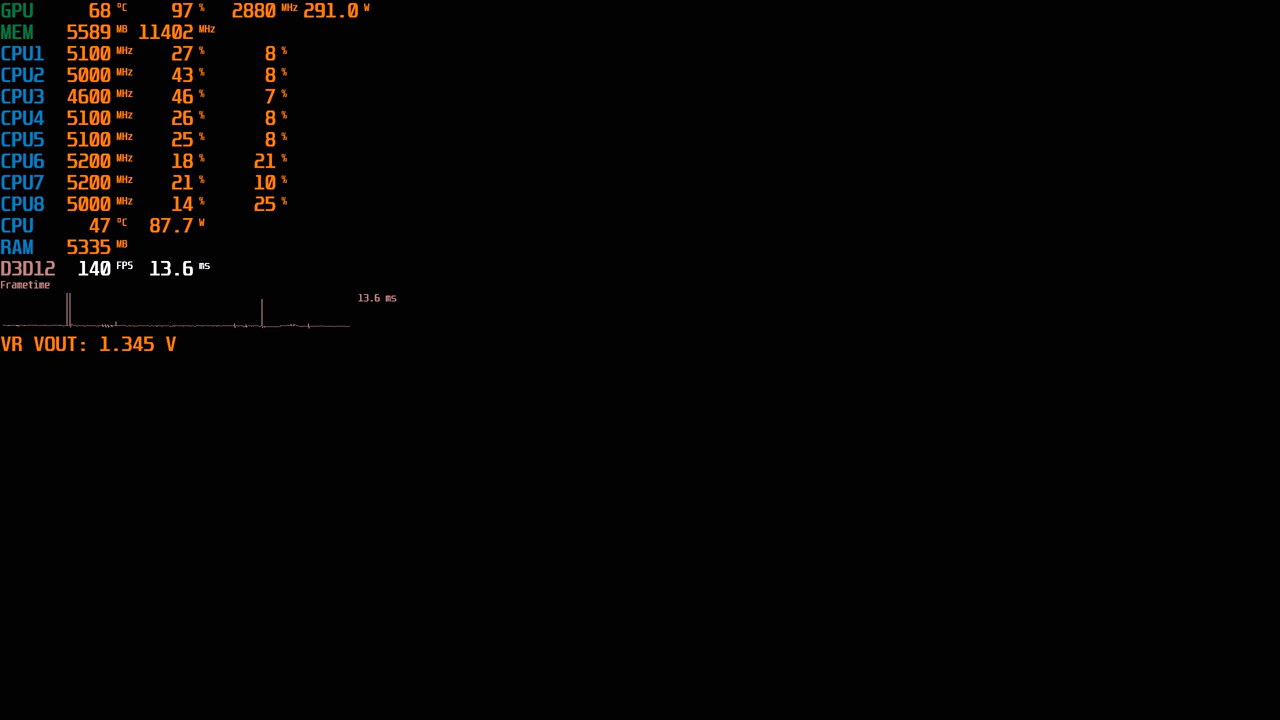 GPU 68 °C 97 % 2880 MHz 291.0 W
MEM 5589 MB 11402 MHz
CPU1 5100 MHz 27 % 8 %
CPU2 5000 MHz 43 % 8 %
CPU3 4600 MHz 46 % 7 %
CPU4 5100 MHz 26 % 8 %
CPU5 5100 MHz 25 % 8 %
CPU6 5200 MHz 18 % 21 %
CPU7 5200 MHz 21 % 10 %
CPU8 5000 MHz 14 % 25 %
CPU 47 °C 87.7 W
RAM 5335 MB
D3D12 140 FPS 13.6 ms
Frametime
13.6 ms
VR VOUT: 1.345 V